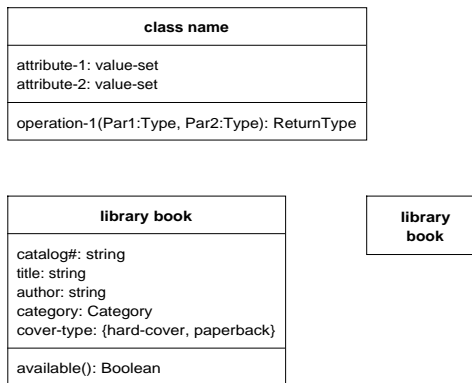 class name
attribute-1: value-set
attribute-2: value-set
operation-1(Par1:Type, Par2:Type): ReturnType
library book
catalog#: string
title: string
author: string
category: Category
cover-type: {hard-cover, paperback}
available(): Boolean
library
book